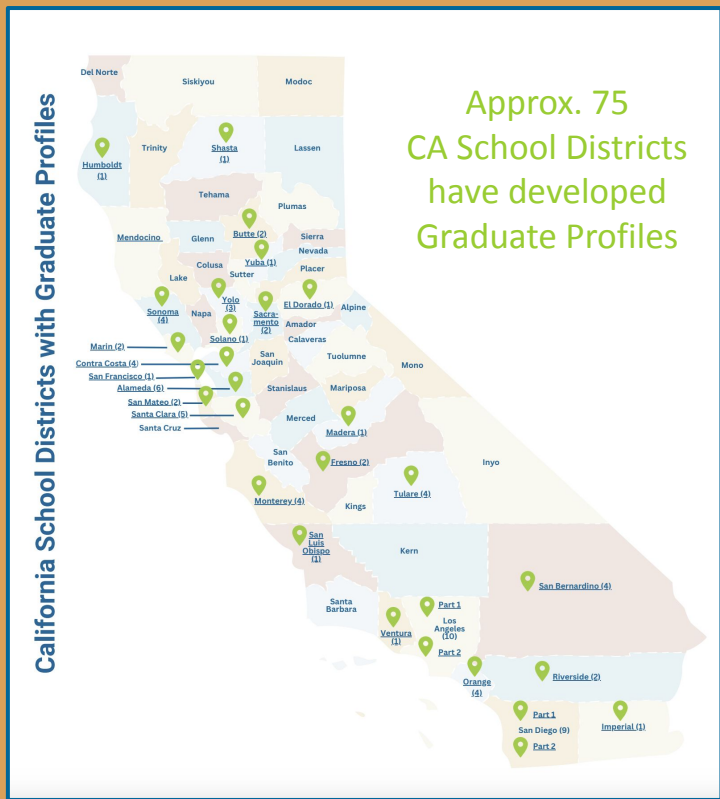 California School Districts with Graduate Profiles
Approx. 75
CA School Districts
have developed
Graduate Profiles
Del Norte
Siskiyou
Modoc
Humboldt
(1)
Trinity
Shasta
(1)
Lassen
Tehama
Plumas
Mendocino
Glenn
Butte (2)
Sierra
Nevada
Yuba (1)
Colusa
Placer
Lake
Sutter
Yolo
(3)
El Dorado (1)
Sonoma
(4)
Napa
Sacra-
mento
(2)
Alpine
Amador
Solano (1)
Calaveras
Marin (2)
San
Joaquin
Tuolumne
Mono
Contra Costa (4)
San Francisco (1)
Alameda (6)
Stanislaus
Mariposa
San Mateo (2)
Santa Clara (5)
Merced
Santa Cruz
Madera (1)
San
Benito
Fresno (2)
Inyo
Monterey (4)
Kings
Tulare (4)
San
Luis
Obispo
(1)
Kern
San Bernardino (4)
Santa
Barbara
Part 1
Los
Angeles
(10)
Ventura
(1)
Part 2
Orange
(4)
Riverside (2)
Part 1
San Diego (9)
Part 2
Imperial (1)